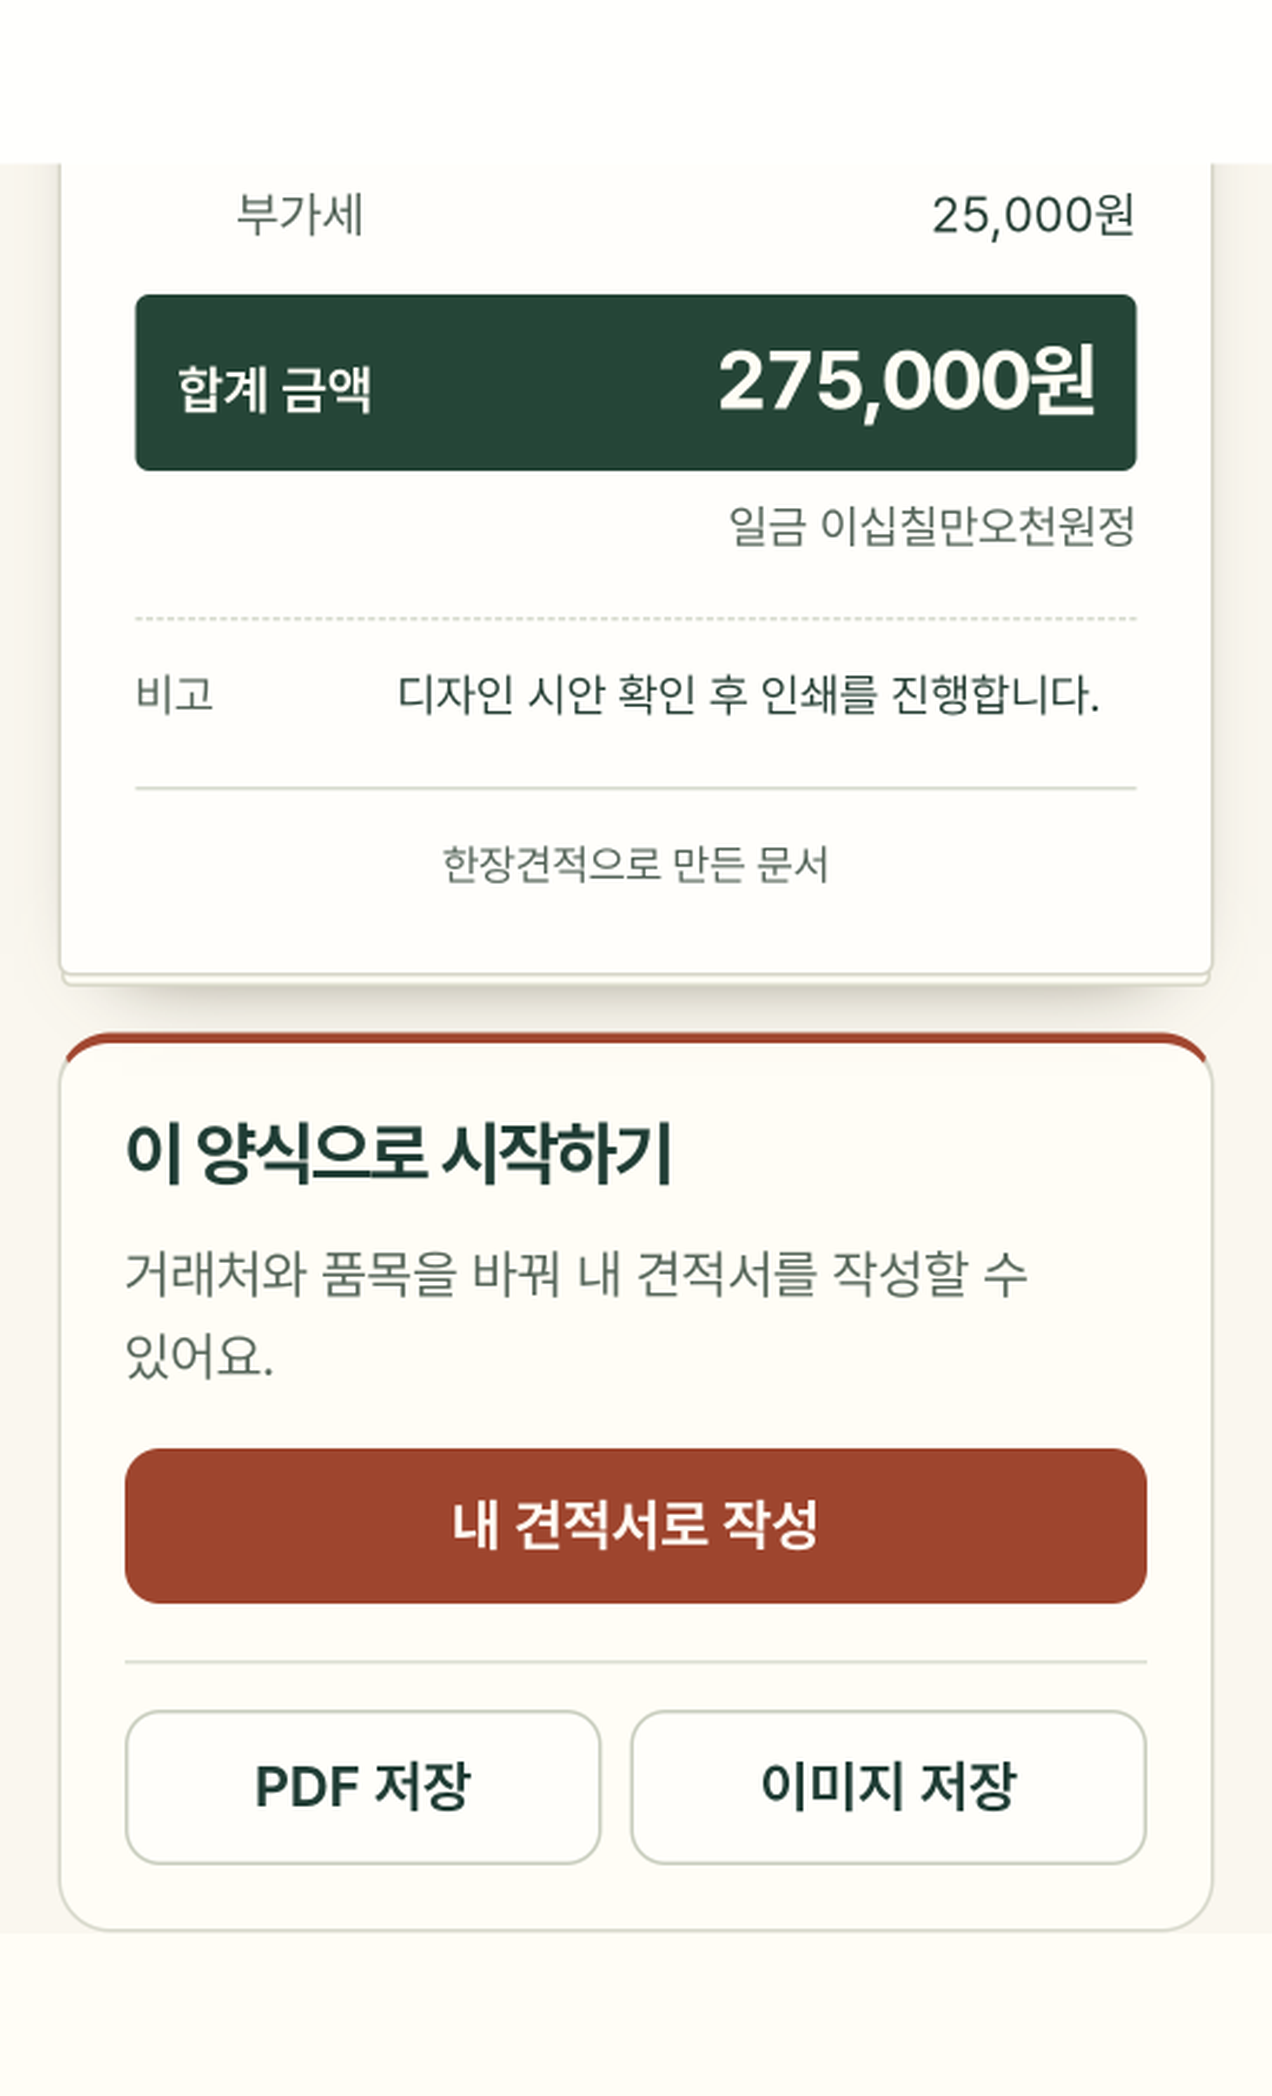 부가세 25,000원
합계 금액 275,000원
일금 이십칠만오천원정
비고 디자인 시안 확인 후 인쇄를 진행합니다.
한장견적으로 만든 문서
이 양식으로 시작하기
거래처와 품목을 바꿔 내 견적서를 작성할 수
있어요.
내 견적서로 작성
PDF 저장 이미지 저장